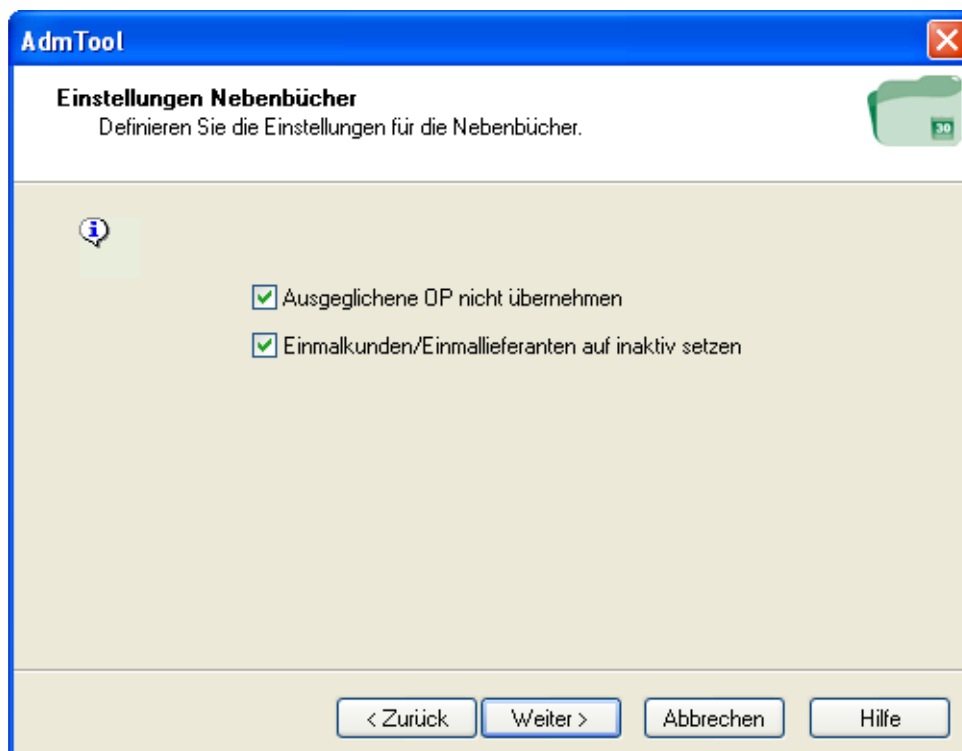 AdmTool
Einstellungen Nebenbücher
Definieren Sie die Einstellungen für die Nebenbücher.
30
Ausgeglichene OP nicht übernehmen
Einmalkunden/Einmallieferanten auf inaktiv setzen
< Zurück Weiter > Abbrechen Hilfe